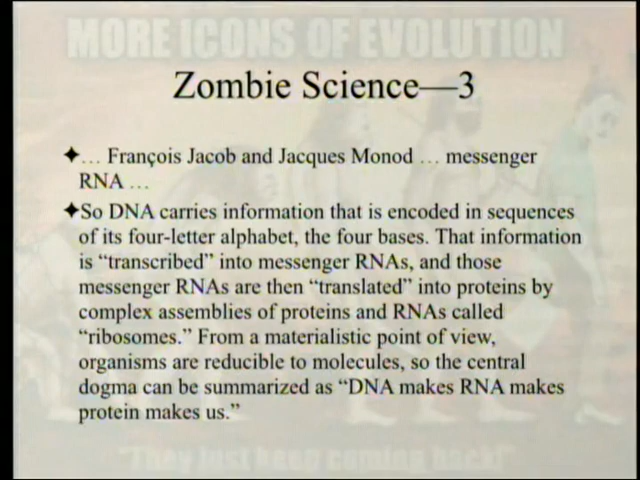 MORE ICONS OF EVOLUTION
Zombie Science—3
✦… François Jacob and Jacques Monod … messenger
RNA …
✦So DNA carries information that is encoded in sequences
of its four-letter alphabet, the four bases. That information
is “transcribed” into messenger RNAs, and those
messenger RNAs are then “translated” into proteins by
complex assemblies of proteins and RNAs called
“ribosomes.” From a materialistic point of view,
organisms are reducible to molecules, so the central
dogma can be summarized as “DNA makes RNA makes
protein makes us.”
"They just keep coming back!"